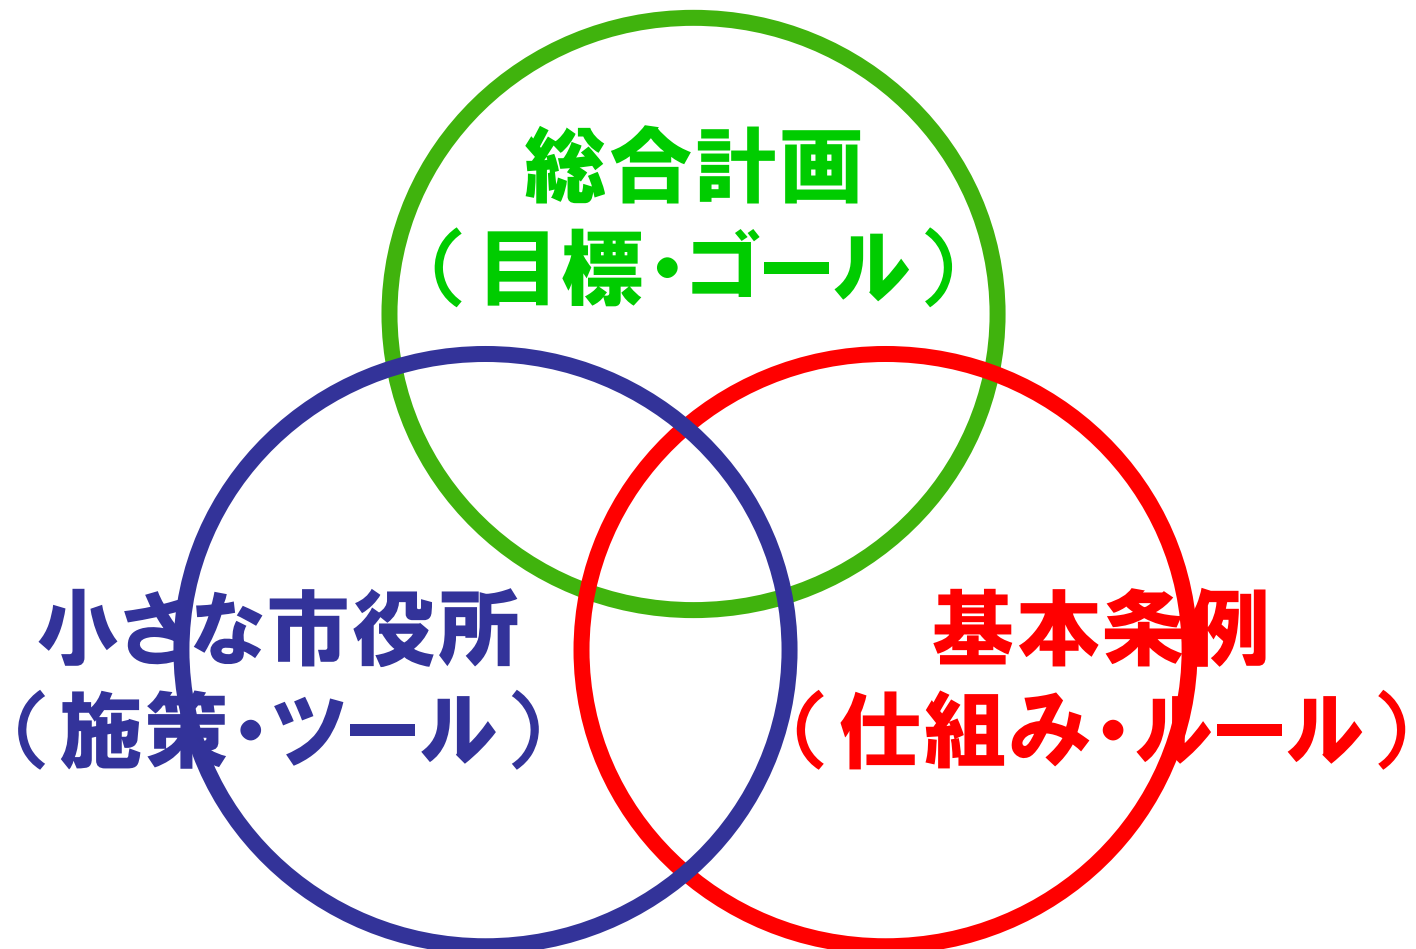 総合計画
（目標・ゴール）
小さな市役所
（施策・ツール）
基本条例
（仕組み・ルール）